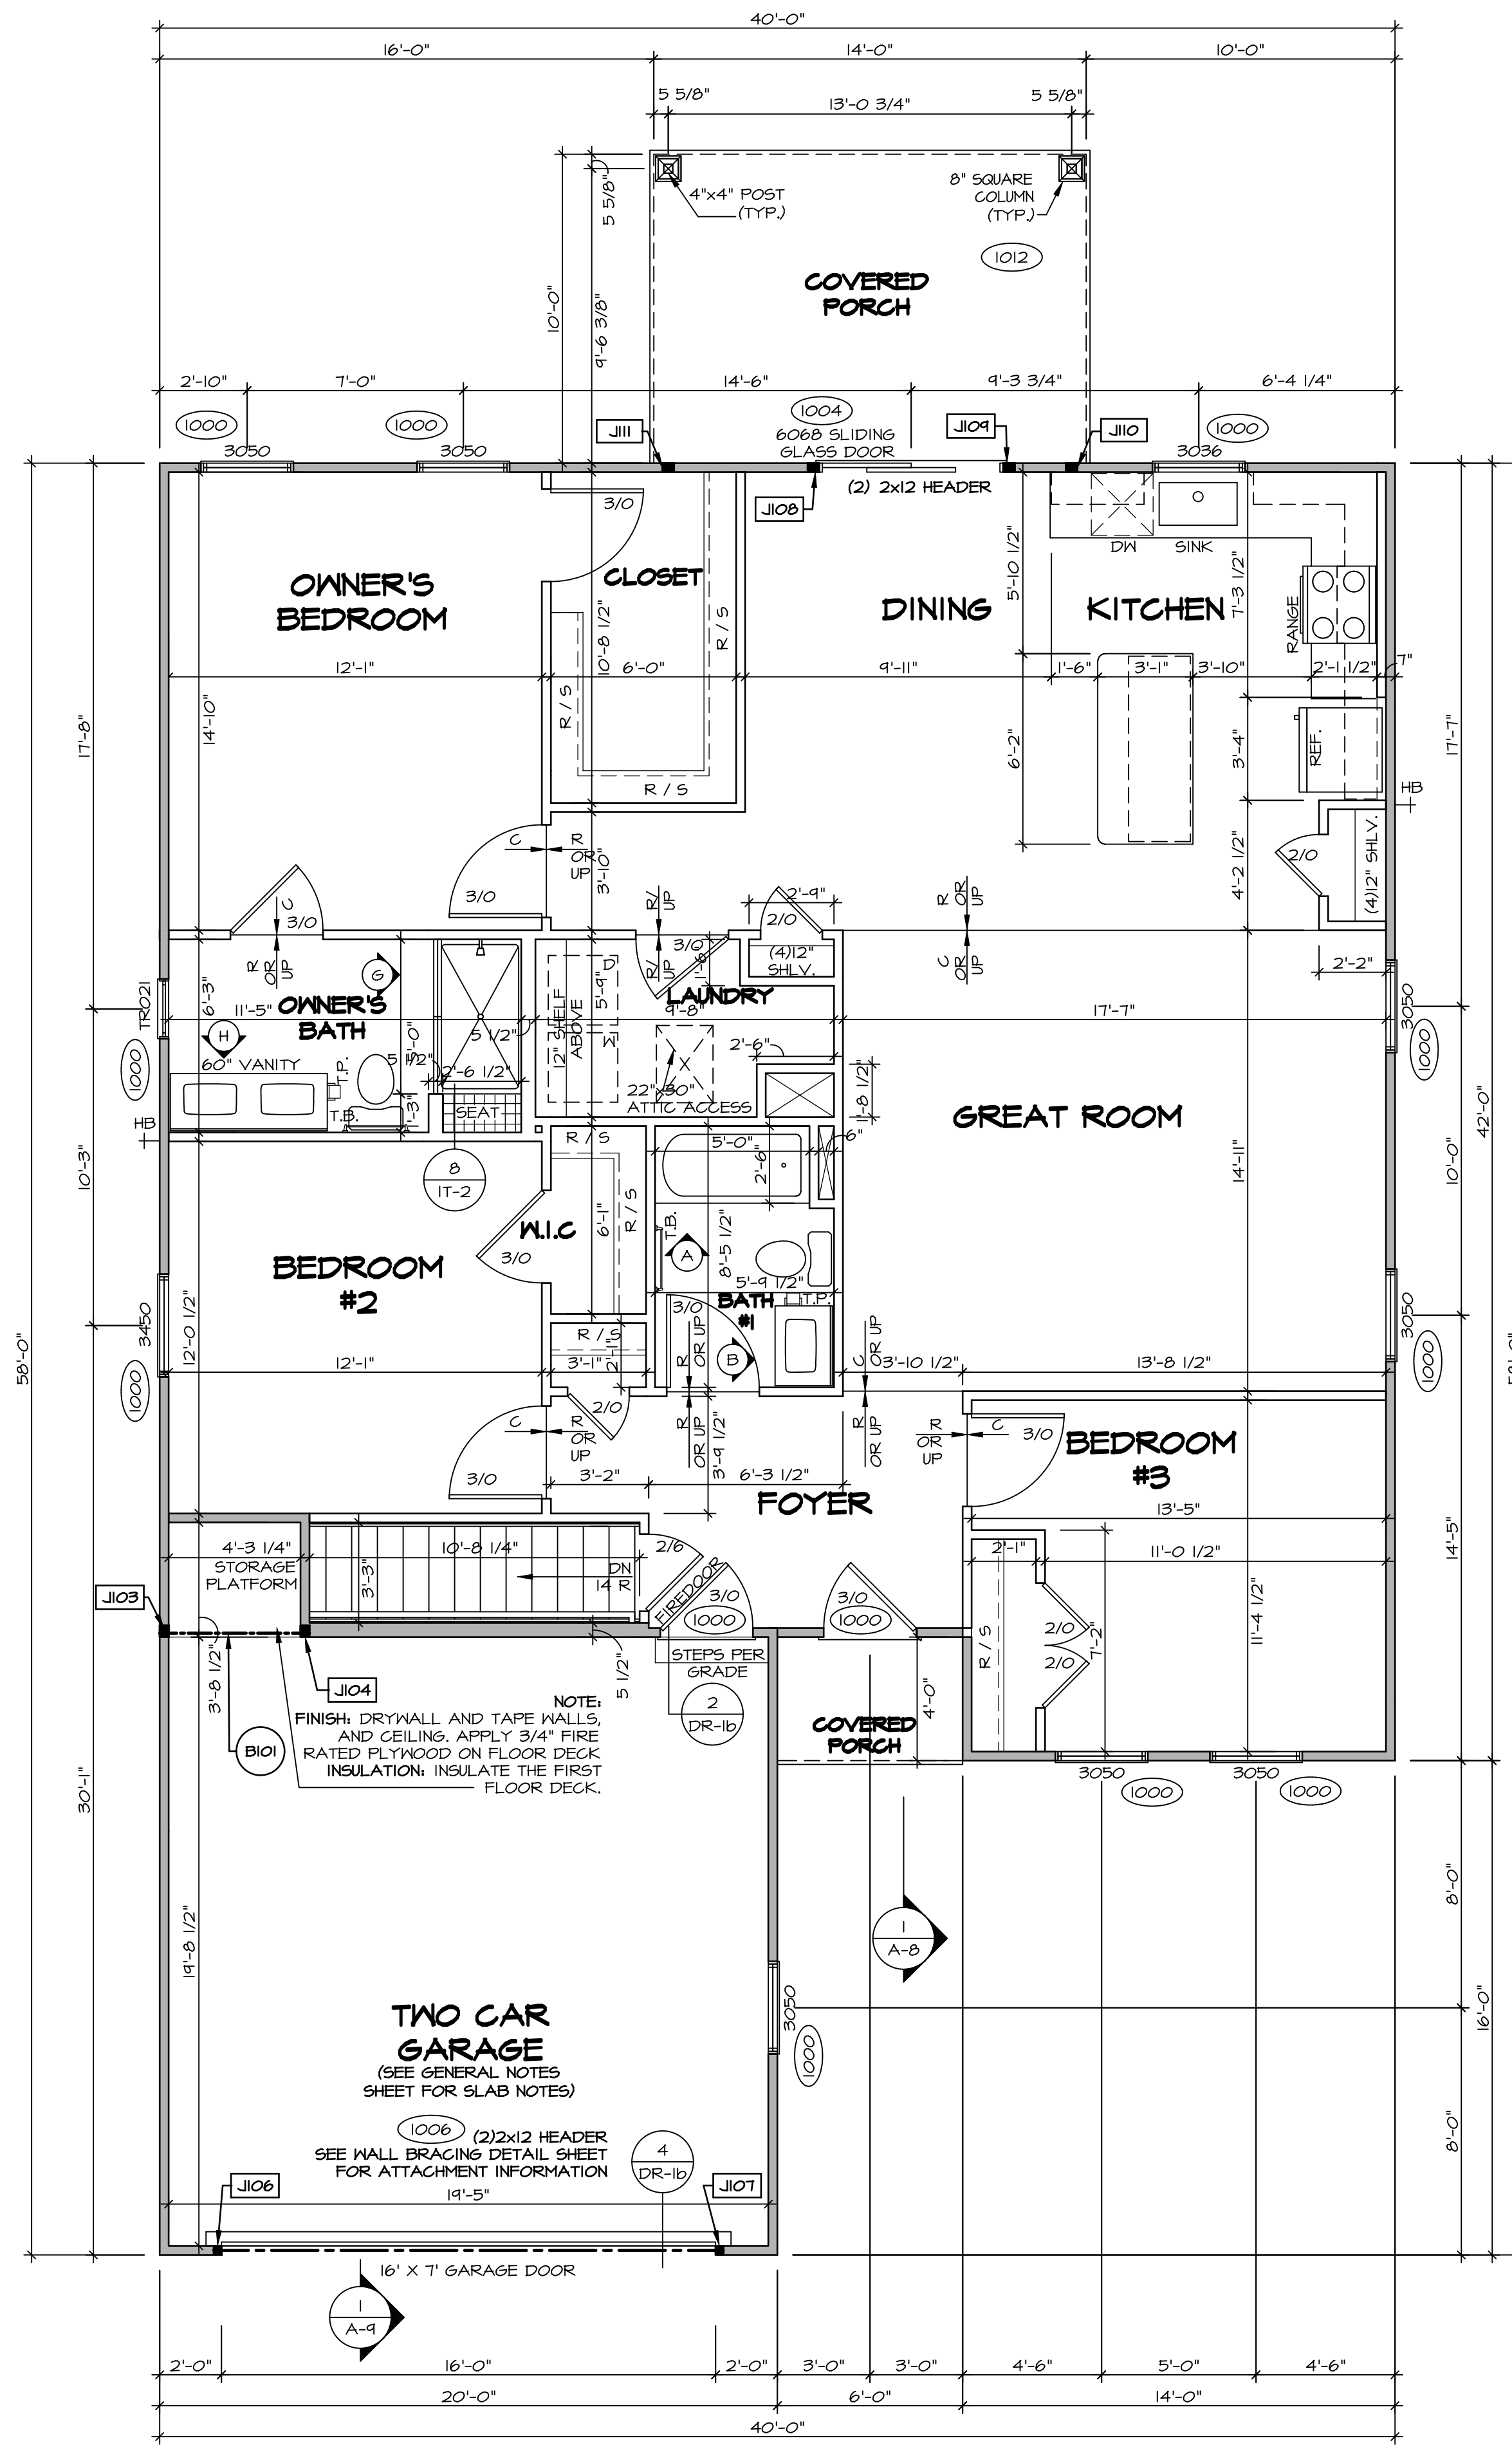 40'-0"
16'-0"
14'-0"
10'-0"
5 5/8"
13'-0 3/4"
5 5/8"
4"x4" POST
(TYP.)
8" SQUARE
COLUMN
(TYP.)
5 5/8"
1012
COVERED
PORCH
10'-0"
9'-6 3/8"
2'-10"
7'-0"
14'-6"
9'-3 3/4"
6'-4 1/4"
1000
1000
1004
1000
J111
J109
J110
6068 SLIDING
GLASS DOOR
3050
3050
3036
(2) 2x12 HEADER
J108
3/0
DW
SINK
OWNER'S
BEDROOM
CLOSET
DINING
KITCHEN
5'-10 1/2"
7'-3 1/2"
RANGE
10'-8 1/2"
R / S
R / S
R / S
12'-1"
6'-0"
9'-11"
1'-6"
3'-1"
3'-10"
2'-1 1/2"
7"
14'-10"
17'-8"
17'-7"
6'-2"
3'-4"
REF.
HB
C
R
OR
UP
3'-10"
3/0
4'-2 1/2"
2/0
(4)12" SHLV.
C
3/0
R
OR
UP
R/
UP
R/
UP
3/0
2'-9"
2/0
(4)12"
SHLV.
1'-6"
R
OR
UP
C
OR
UP
2'-2"
G
6'-3"
11'-5"
OWNER'S
BATH
H
60" VANITY
TR021
1000
HB
T.P.
T.B.
5'-0"
5 1/2"
5 1/2"
2'-6 1/2"
SEAT
12" SHELF
ABOVE
D
W
5'-9"
LAUNDRY
9'-8"
2'-6"
22"x30"
ATTIC ACCESS
1'-8 1/2"
17'-7"
3050
1000
GREAT ROOM
42'-0"
10'-3"
10'-0"
14'-11"
8
IT-2
R / S
R / S
W.I.C
6'-1"
3/0
5'-0"
2'-6"
6"
T.B.
A
8'-5 1/2"
5'-9 1/2"
BATH
#1
T.P.
3/0
B
R
OR UP
R
OR UP
C
OR UP
R
OR UP
BEDROOM
#2
3450
1000
12'-0 1/2"
12'-1"
R / S
3'-1"
2'-1"
2/0
3'-10 1/2"
13'-8 1/2"
3050
1000
58'-0"
C
R
OR
UP
3/0
3'-2"
3'-9 1/2"
6'-3 1/2"
FOYER
R
OR
UP
C
3/0
BEDROOM
#3
13'-5"
4'-3 1/4"
STORAGE
PLATFORM
10'-8 1/4"
3'-3"
DN
14 R
2/6
FIREDOOR
3/0
1000
3/0
1000
2'-1"
11'-0 1/2"
14'-5"
R / S
2/0
2/0
7'-2"
11'-4 1/2"
J103
J104
3'-8 1/2"
B101
5 1/2"
STEPS PER
GRADE
2
DR-1b
NOTE:
FINISH: DRYWALL AND TAPE WALLS,
AND CEILING. APPLY 3/4" FIRE
RATED PLYWOOD ON FLOOR DECK
INSULATION: INSULATE THE FIRST
FLOOR DECK.
COVERED
PORCH
4'-0"
3050
1000
3050
1000
30'-1"
8'-0"
1
A-8
19'-8 1/2"
16'-0"
3050
1000
TWO CAR
GARAGE
(SEE GENERAL NOTES
SHEET FOR SLAB NOTES)
1006
(2)2x12 HEADER
SEE WALL BRACING DETAIL SHEET
FOR ATTACHMENT INFORMATION
4
DR-1b
8'-0"
J106
J107
19'-5"
16' X 7' GARAGE DOOR
1
A-9
2'-0"
16'-0"
2'-0"
3'-0"
3'-0"
4'-6"
5'-0"
4'-6"
20'-0"
6'-0"
14'-0"
40'-0"